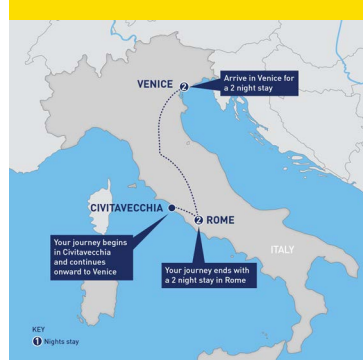 VENICE
2
Arrive in Venice for
a 2 night stay
CIVITAVECCHIA
2
ROME
Your journey begins
in Civitavecchia
and continues
onward to Venice
Your journey ends with
a 2 night stay in Rome
ITALY
KEY
1 Nights stay